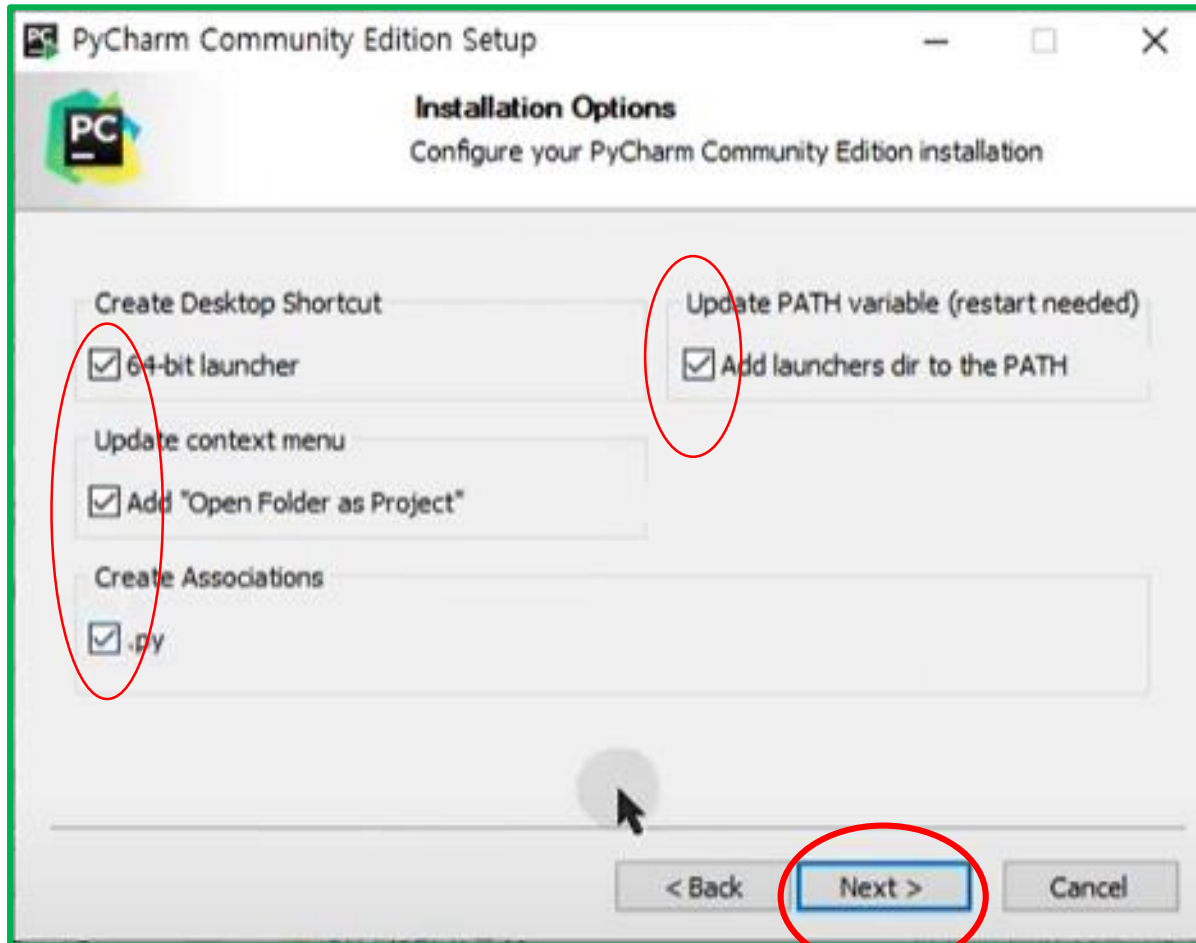 PC PyCharm Community Edition Setup
PC
Installation Options
Configure your PyCharm Community Edition installation
Create Desktop Shortcut
64-bit launcher
Update PATH variable (restart needed)
Add launchers dir to the PATH
Update context menu
Add "Open Folder as Project"
Create Associations
.py
< Back
Next >
Cancel